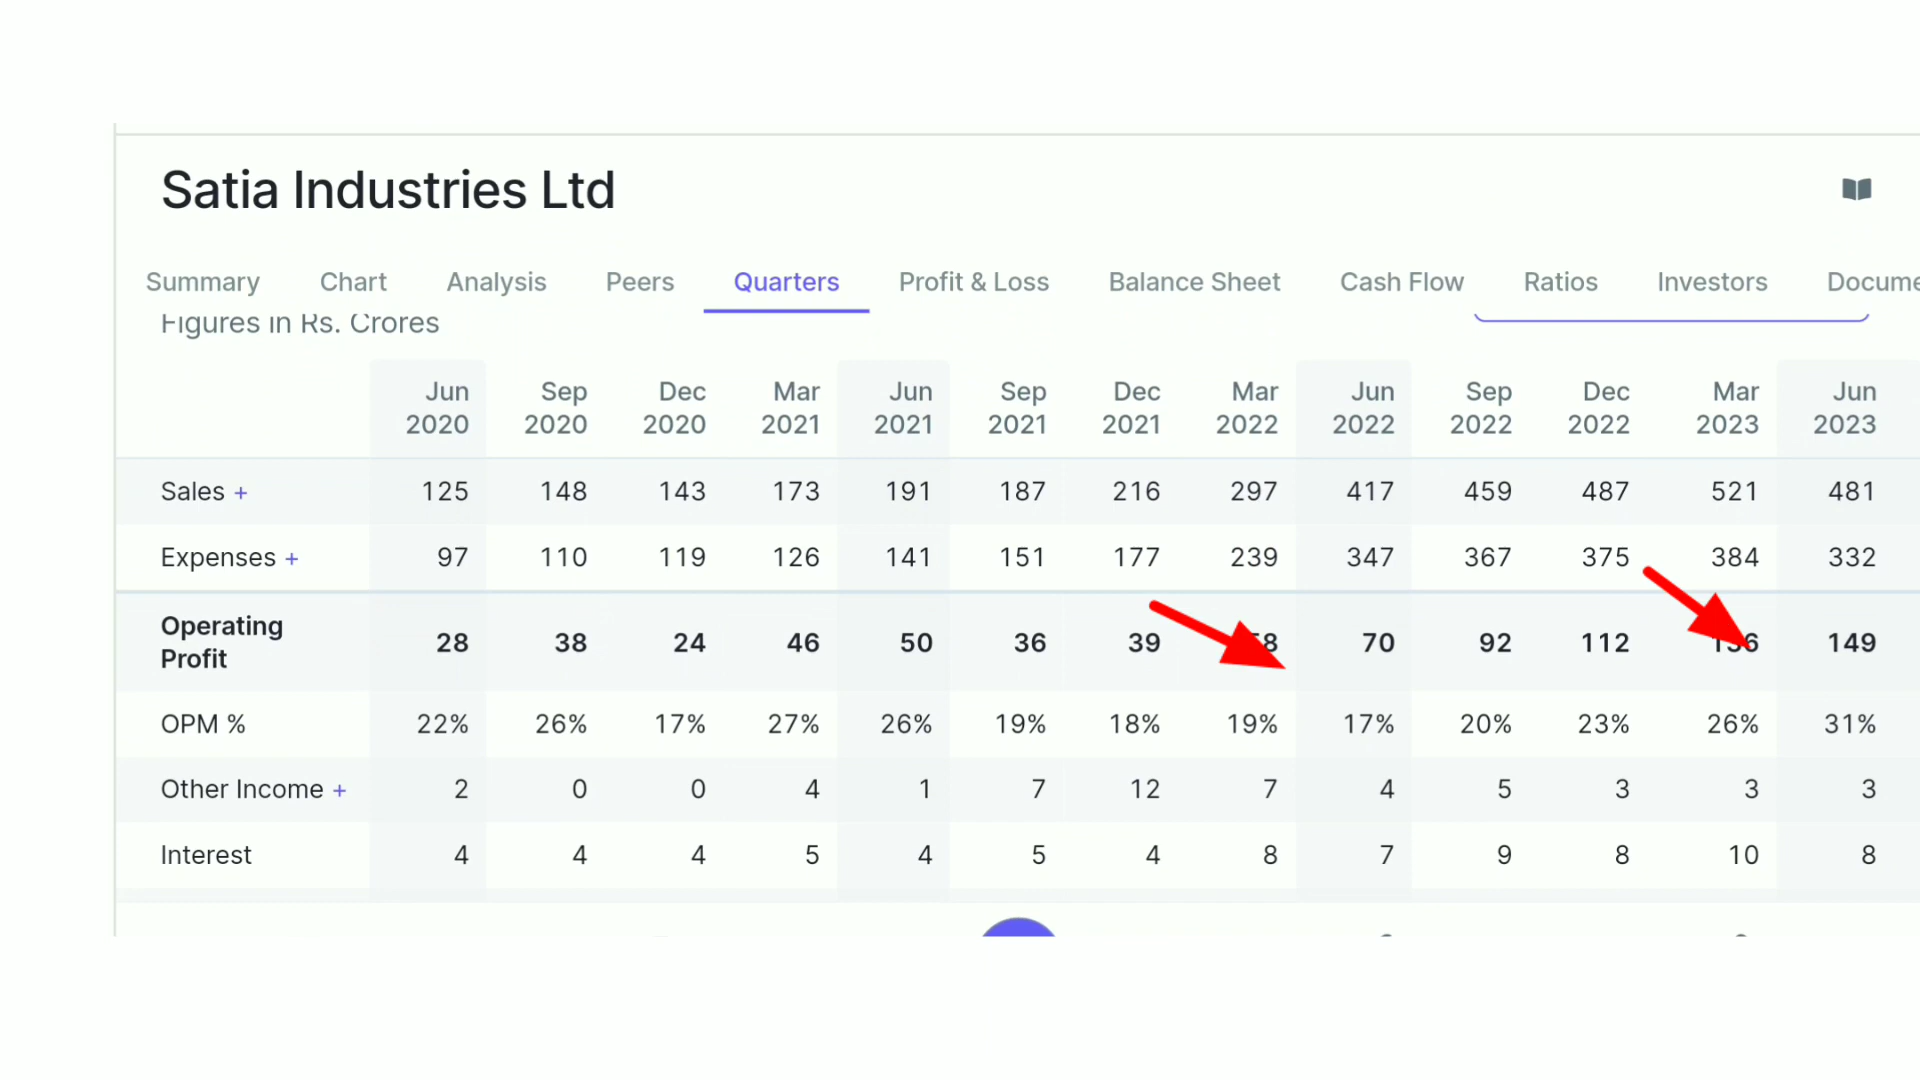 Satia Industries Ltd
Summary Chart Analysis Peers Quarters Profit & Loss Balance Sheet Cash Flow Ratios Investors Docume
Figures in Rs. Crores
Jun 2020 Sep 2020 Dec 2020 Mar 2021 Jun 2021 Sep 2021 Dec 2021 Mar 2022 Jun 2022 Sep 2022 Dec 2022 Mar 2023 Jun 2023
Sales + 125 148 143 173 191 187 216 297 417 459 487 521 481
Expenses + 97 110 119 126 141 151 177 239 347 367 375 384 332
Operating Profit 28 38 24 46 50 36 39 70 92 112 149
OPM % 22% 26% 17% 27% 26% 19% 18% 19% 17% 20% 23% 26% 31%
Other Income + 2 0 0 4 1 7 12 7 4 5 3 3 3
Interest 4 4 4 5 4 5 4 8 7 9 8 10 8